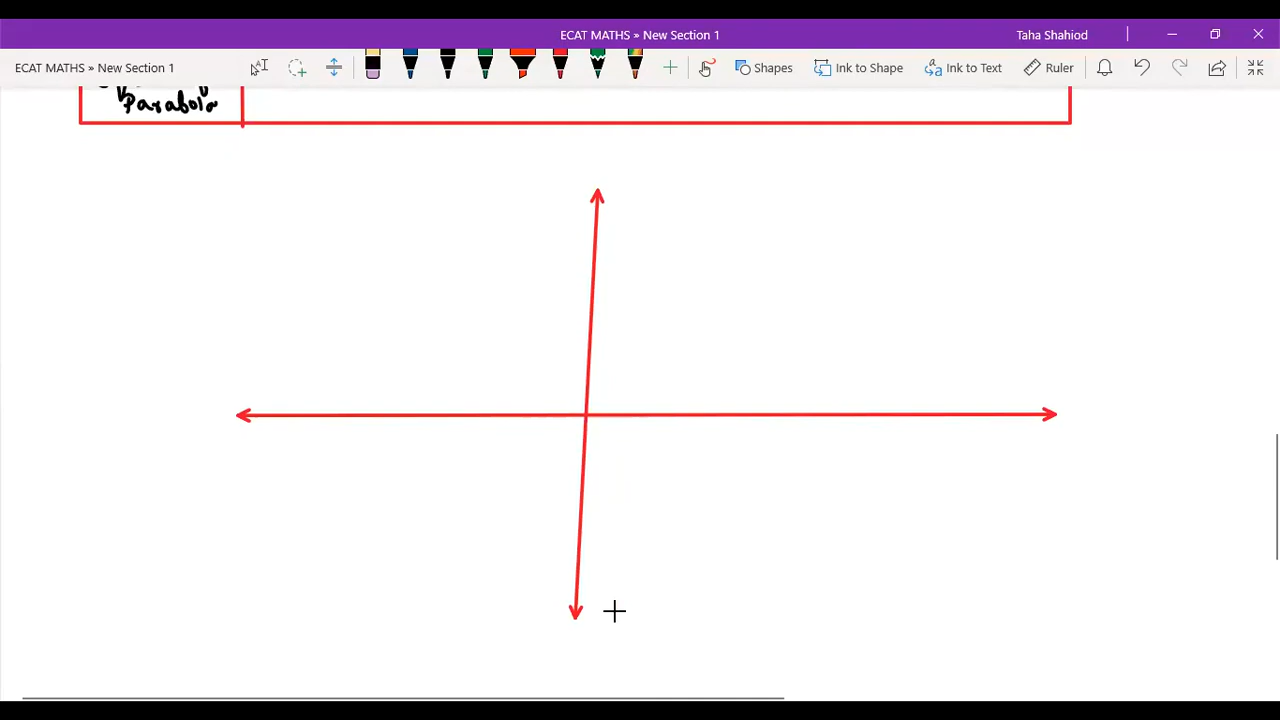 ECAT MATHS » New Section 1
Taha Shahiod
ECAT MATHS » New Section 1
Shapes
Ink to Shape
Ink to Text
Ruler
Parabola